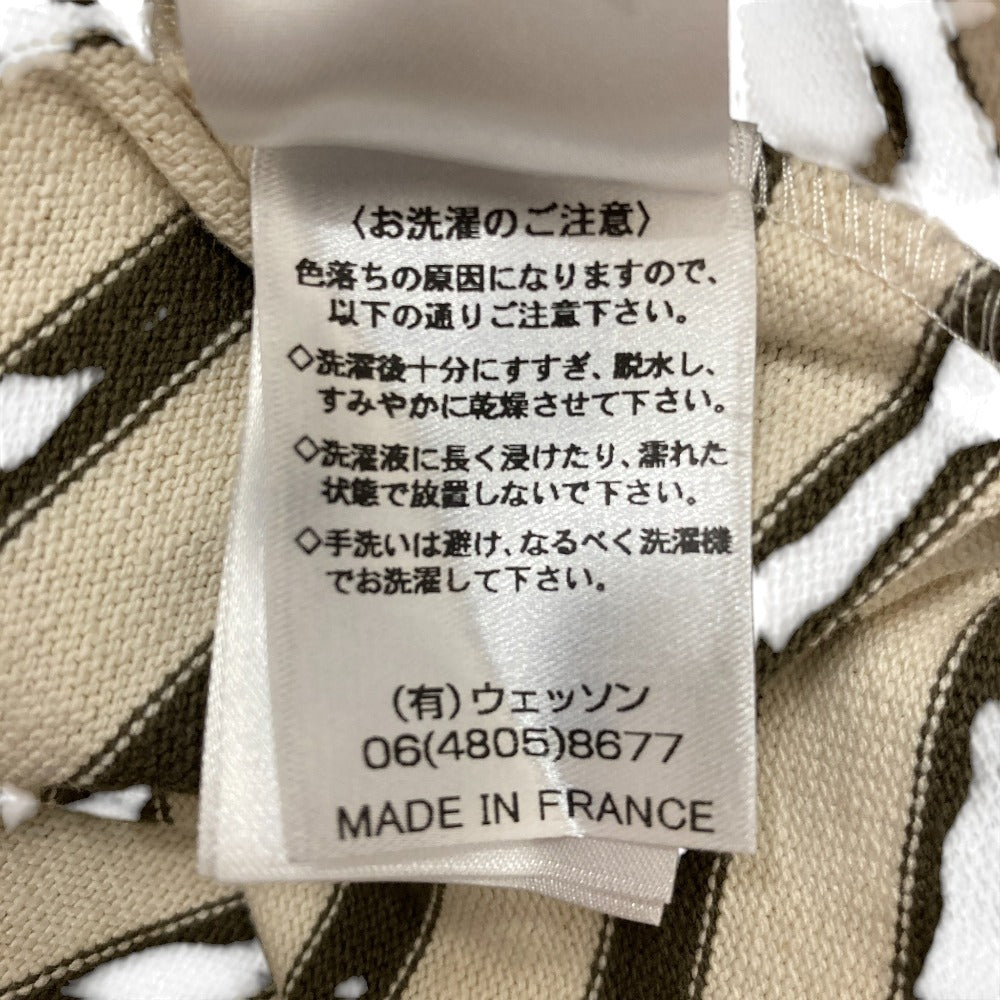 〈お洗濯のご注意〉
色落ちの原因になりますので、
以下の通りご注意下さい。
◇洗濯後十分にすすぎ、脱水し、
すみやかに乾燥させて下さい。
◇洗濯液に長く浸けたり、濡れた
状態で放置しないで下さい。
◇手洗いは避け、なるべく洗濯機
でお洗濯して下さい。
(有)ウェッソン
06(4805)8677
MADE IN FRANCE